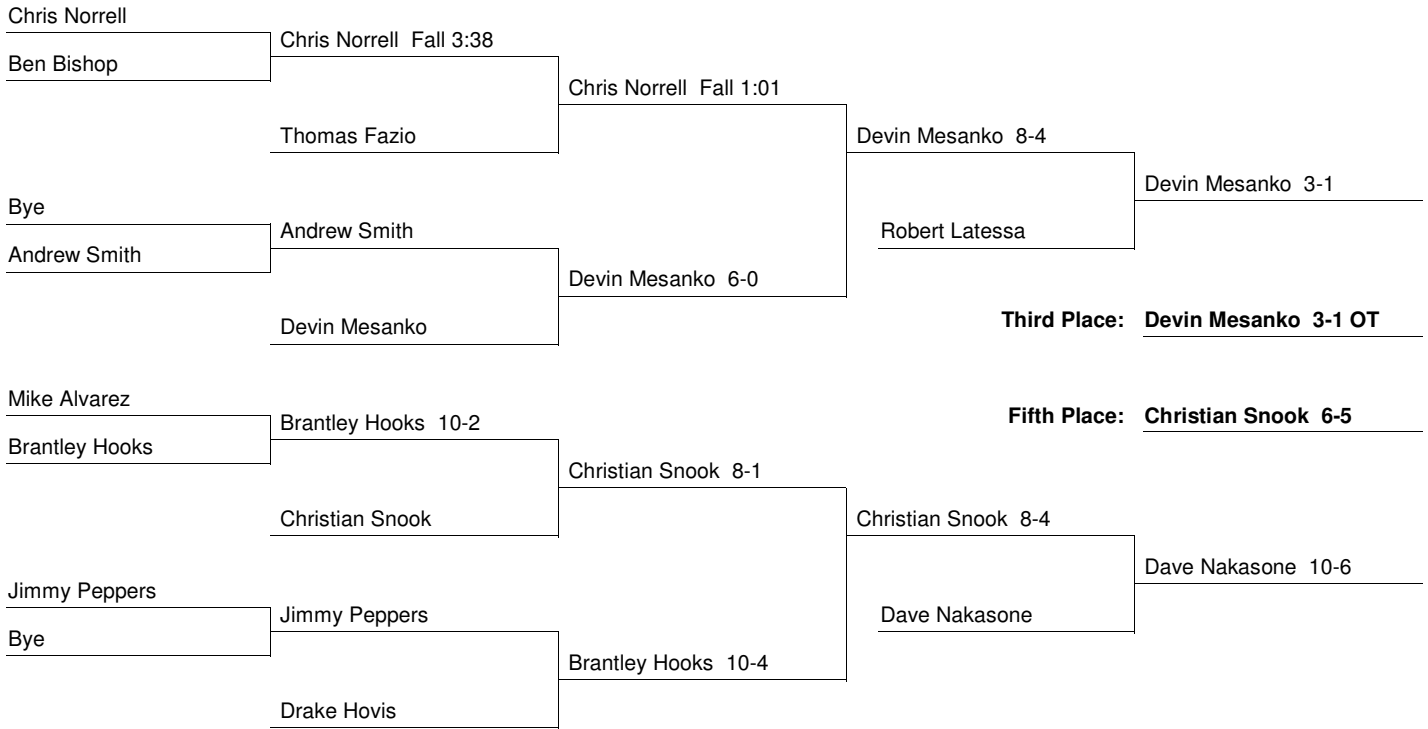 Chris Norrell
Chris Norrell  Fall 3:38
Ben Bishop
Chris Norrell  Fall 1:01
Thomas Fazio
Devin Mesanko  8-4
Devin Mesanko  3-1
Bye
Andrew Smith
Robert Latessa
Andrew Smith
Devin Mesanko  6-0
Devin Mesanko
Third Place:  Devin Mesanko  3-1 OT
Mike Alvarez
Brantley Hooks  10-2
Fifth Place:  Christian Snook  6-5
Brantley Hooks
Christian Snook  8-1
Christian Snook
Christian Snook  8-4
Dave Nakasone  10-6
Jimmy Peppers
Jimmy Peppers
Dave Nakasone
Bye
Brantley Hooks  10-4
Drake Hovis